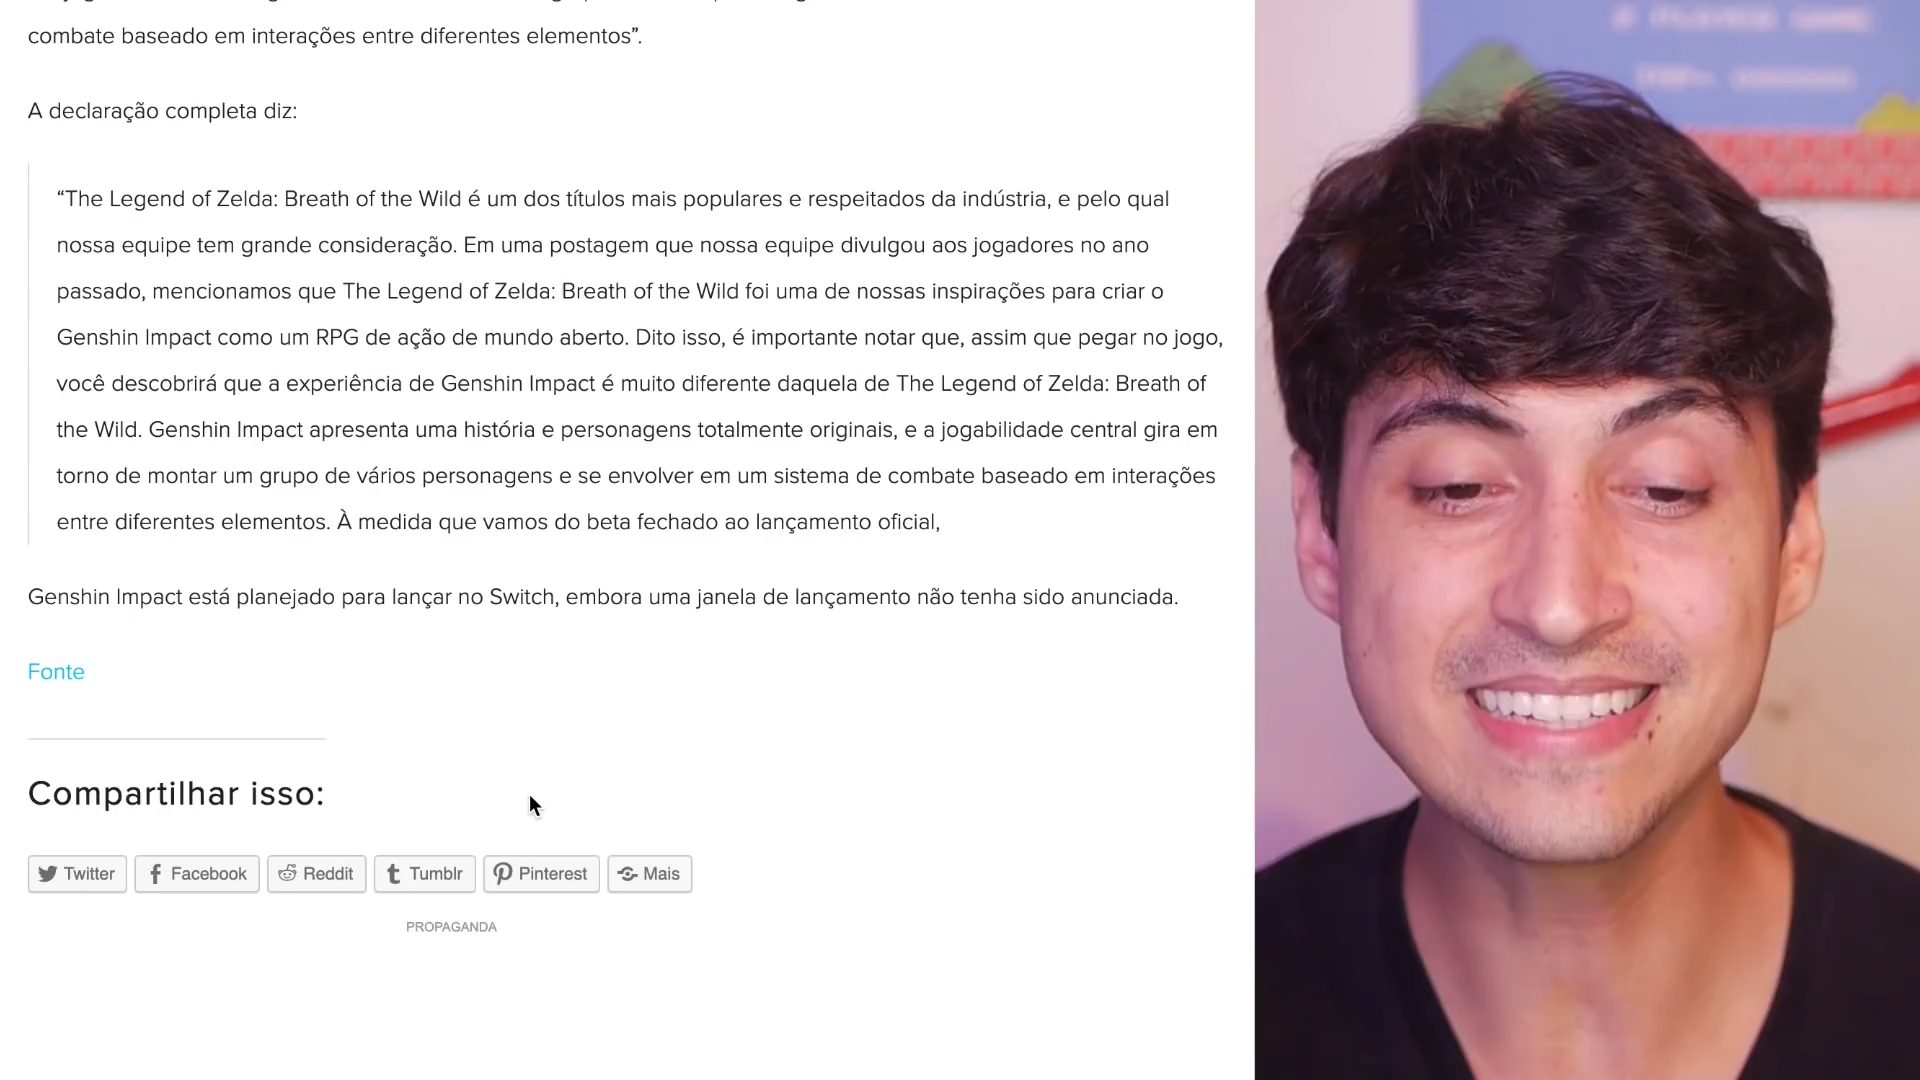 combate baseado em interações entre diferentes elementos”.
A declaração completa diz:
“The Legend of Zelda: Breath of the Wild é um dos títulos mais populares e respeitados da indústria, e pelo qual
nossa equipe tem grande consideração. Em uma postagem que nossa equipe divulgou aos jogadores no ano
passado, mencionamos que The Legend of Zelda: Breath of the Wild foi uma de nossas inspirações para criar o
Genshin Impact como um RPG de ação de mundo aberto. Dito isso, é importante notar que, assim que pegar no jogo,
você descobrirá que a experiência de Genshin Impact é muito diferente daquela de The Legend of Zelda: Breath of
the Wild. Genshin Impact apresenta uma história e personagens totalmente originais, e a jogabilidade central gira em
torno de montar um grupo de vários personagens e se envolver em um sistema de combate baseado em interações
entre diferentes elementos. À medida que vamos do beta fechado ao lançamento oficial,
Genshin Impact está planejado para lançar no Switch, embora uma janela de lançamento não tenha sido anunciada.
Fonte
Compartilhar isso:
Twitter Facebook Reddit Tumblr Pinterest Mais
PROPAGANDA
PLAYER GAME